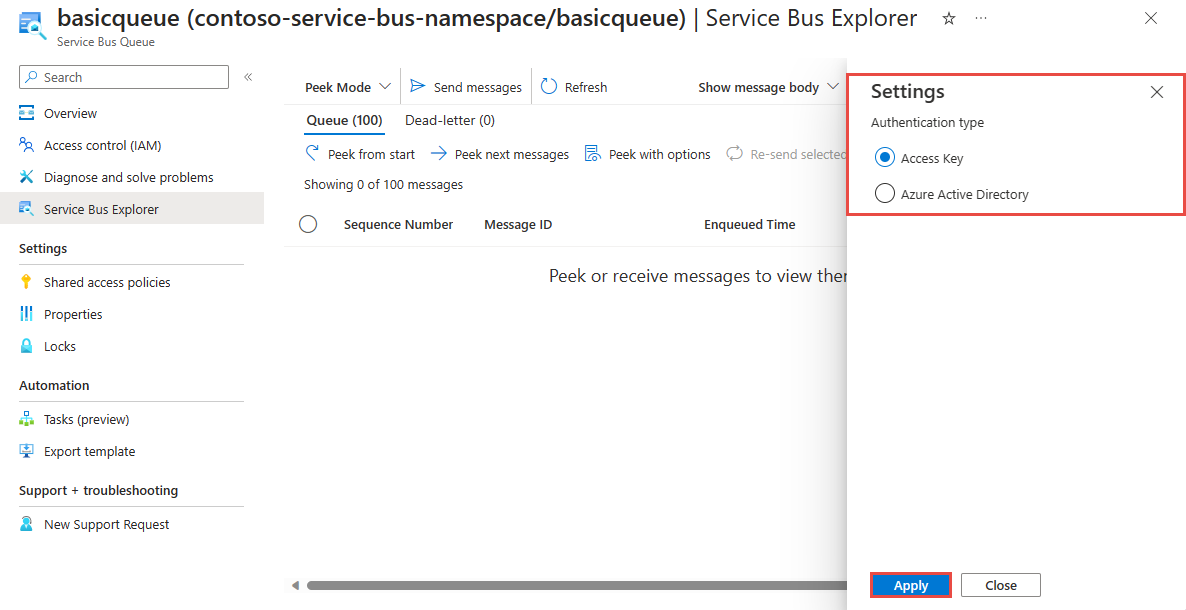 basicqueue (contoso-service-bus-namespace/basicqueue) | Service Bus Explorer
Service Bus Queue
Search
Overview
Access control (IAM)
Diagnose and solve problems
Service Bus Explorer
Settings
Shared access policies
Properties
Locks
Automation
Tasks (preview)
Export template
Support + troubleshooting
New Support Request
Peek Mode
Send messages
Refresh
Show message body
Queue (100)
Dead-letter (0)
Peek from start
Peek next messages
Peek with options
Re-send selected
Showing 0 of 100 messages
Sequence Number
Message ID
Enqueued Time
Peek or receive messages to view
Settings
Authentication type
Access Key
Azure Active Directory
Apply
Close